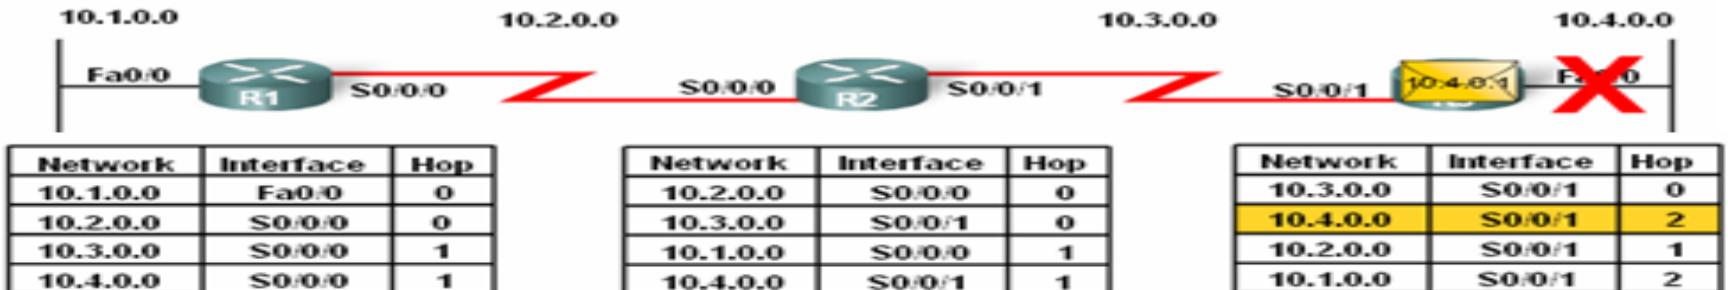 10.1.0.0 10.2.0.0 10.3.0.0 10.4.0.0
Fa0/0 R1 S0/0/0 S0/0/0 R2 S0/0/1 S0/0/1 10.4.0.1
Network Interface Hop Network Interface Hop Network Interface Hop
10.1.0.0 Fa0/0 0 10.2.0.0 S0/0/0 0 10.3.0.0 S0/0/1 0
10.2.0.0 S0/0/0 0 10.3.0.0 S0/0/1 0 10.4.0.0 S0/0/1 2
10.3.0.0 S0/0/0 1 10.1.0.0 S0/0/0 1 10.2.0.0 S0/0/1 1
10.4.0.0 S0/0/0 1 10.4.0.0 S0/0/1 1 10.1.0.0 S0/0/1 2